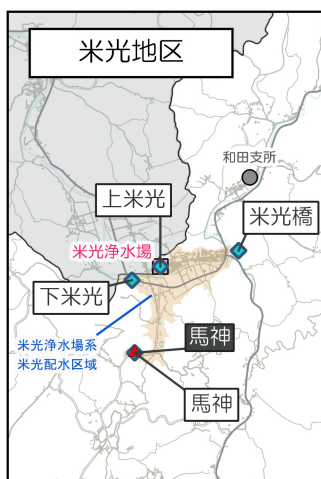 米光地区
和田支所
上米光
米光橋
米光浄水場
下米光
米光浄水場系
米光配水区域
馬神
馬神